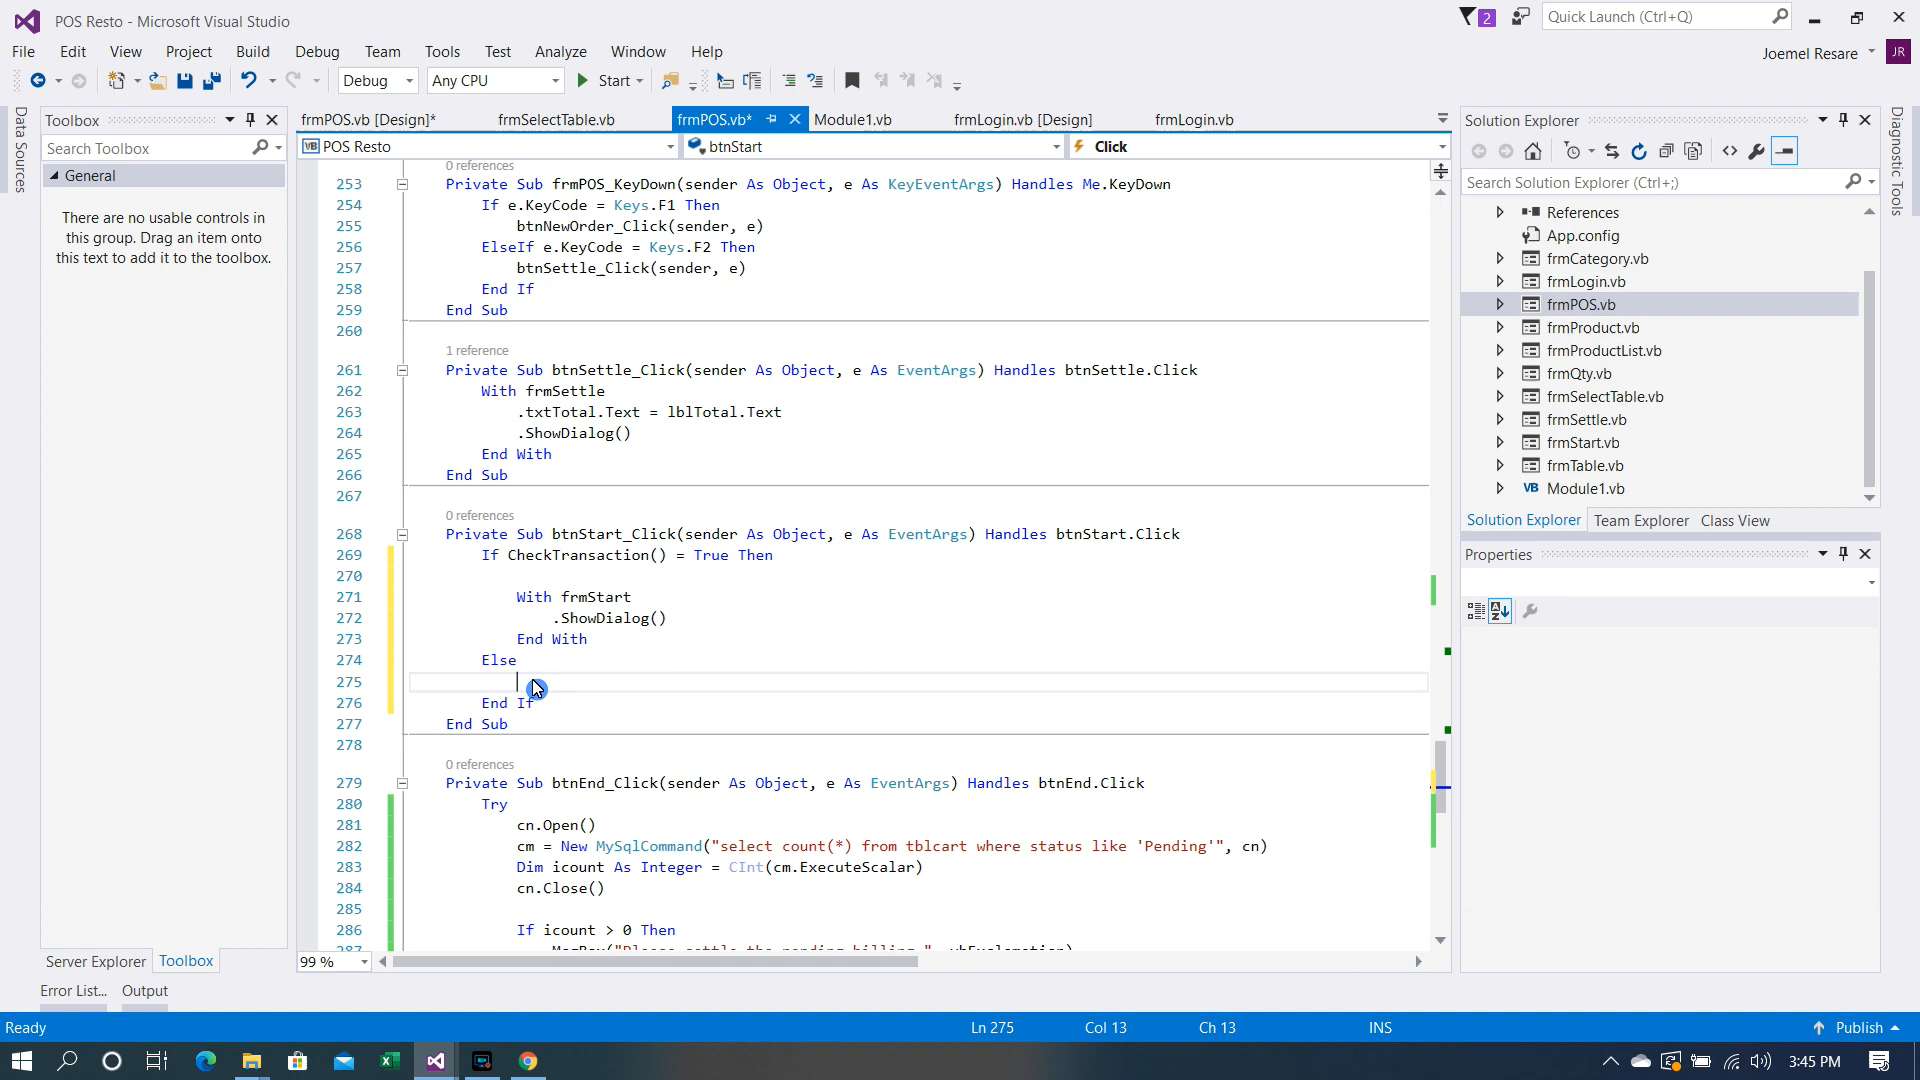 POS Resto - Microsoft Visual Studio
2
Quick Launch (Ctrl+Q)
File Edit View Project Build Debug Team Tools Test Analyze Window Help
Joemel Resare
JR
Debug
Any CPU
Start
Data Sources
Toolbox
Search Toolbox
General
There are no usable controls in
this group. Drag an item onto
this text to add it to the toolbox.
Server Explorer
Toolbox
frmPOS.vb [Design]*
frmSelectTable.vb
frmPOS.vb*
Module1.vb
frmLogin.vb [Design]
frmLogin.vb
VB POS Resto
btnStart
Click
0 references
253 Private Sub frmPOS_KeyDown(sender As Object, e As KeyEventArgs) Handles Me.KeyDown
254 If e.KeyCode = Keys.F1 Then
255 btnNewOrder_Click(sender, e)
256 ElseIf e.KeyCode = Keys.F2 Then
257 btnSettle_Click(sender, e)
258 End If
259 End Sub
260
1 reference
261 Private Sub btnSettle_Click(sender As Object, e As EventArgs) Handles btnSettle.Click
262 With frmSettle
263 .txtTotal.Text = lblTotal.Text
264 .ShowDialog()
265 End With
266 End Sub
267
0 references
268 Private Sub btnStart_Click(sender As Object, e As EventArgs) Handles btnStart.Click
269 If CheckTransaction() = True Then
270
271 With frmStart
272 .ShowDialog()
273 End With
274 Else
275
276 End If
277 End Sub
278
0 references
279 Private Sub btnEnd_Click(sender As Object, e As EventArgs) Handles btnEnd.Click
280 Try
281 cn.Open()
282 cm = New MySqlCommand("select count(*) from tblcart where status like 'Pending'", cn)
283 Dim icount As Integer = CInt(cm.ExecuteScalar)
284 cn.Close()
285
286 If icount > 0 Then
287 MsgBox("Please settle the pending billing.", vbExclamation)
99 %
Solution Explorer
Search Solution Explorer (Ctrl+;)
References
App.config
frmCategory.vb
frmLogin.vb
frmPOS.vb
frmProduct.vb
frmProductList.vb
frmQty.vb
frmSelectTable.vb
frmSettle.vb
frmStart.vb
frmTable.vb
VB Module1.vb
Solution Explorer
Team Explorer
Class View
Properties
Diagnostic Tools
Error List...
Output
Ready
Ln 275
Col 13
Ch 13
INS
Publish
3:45 PM